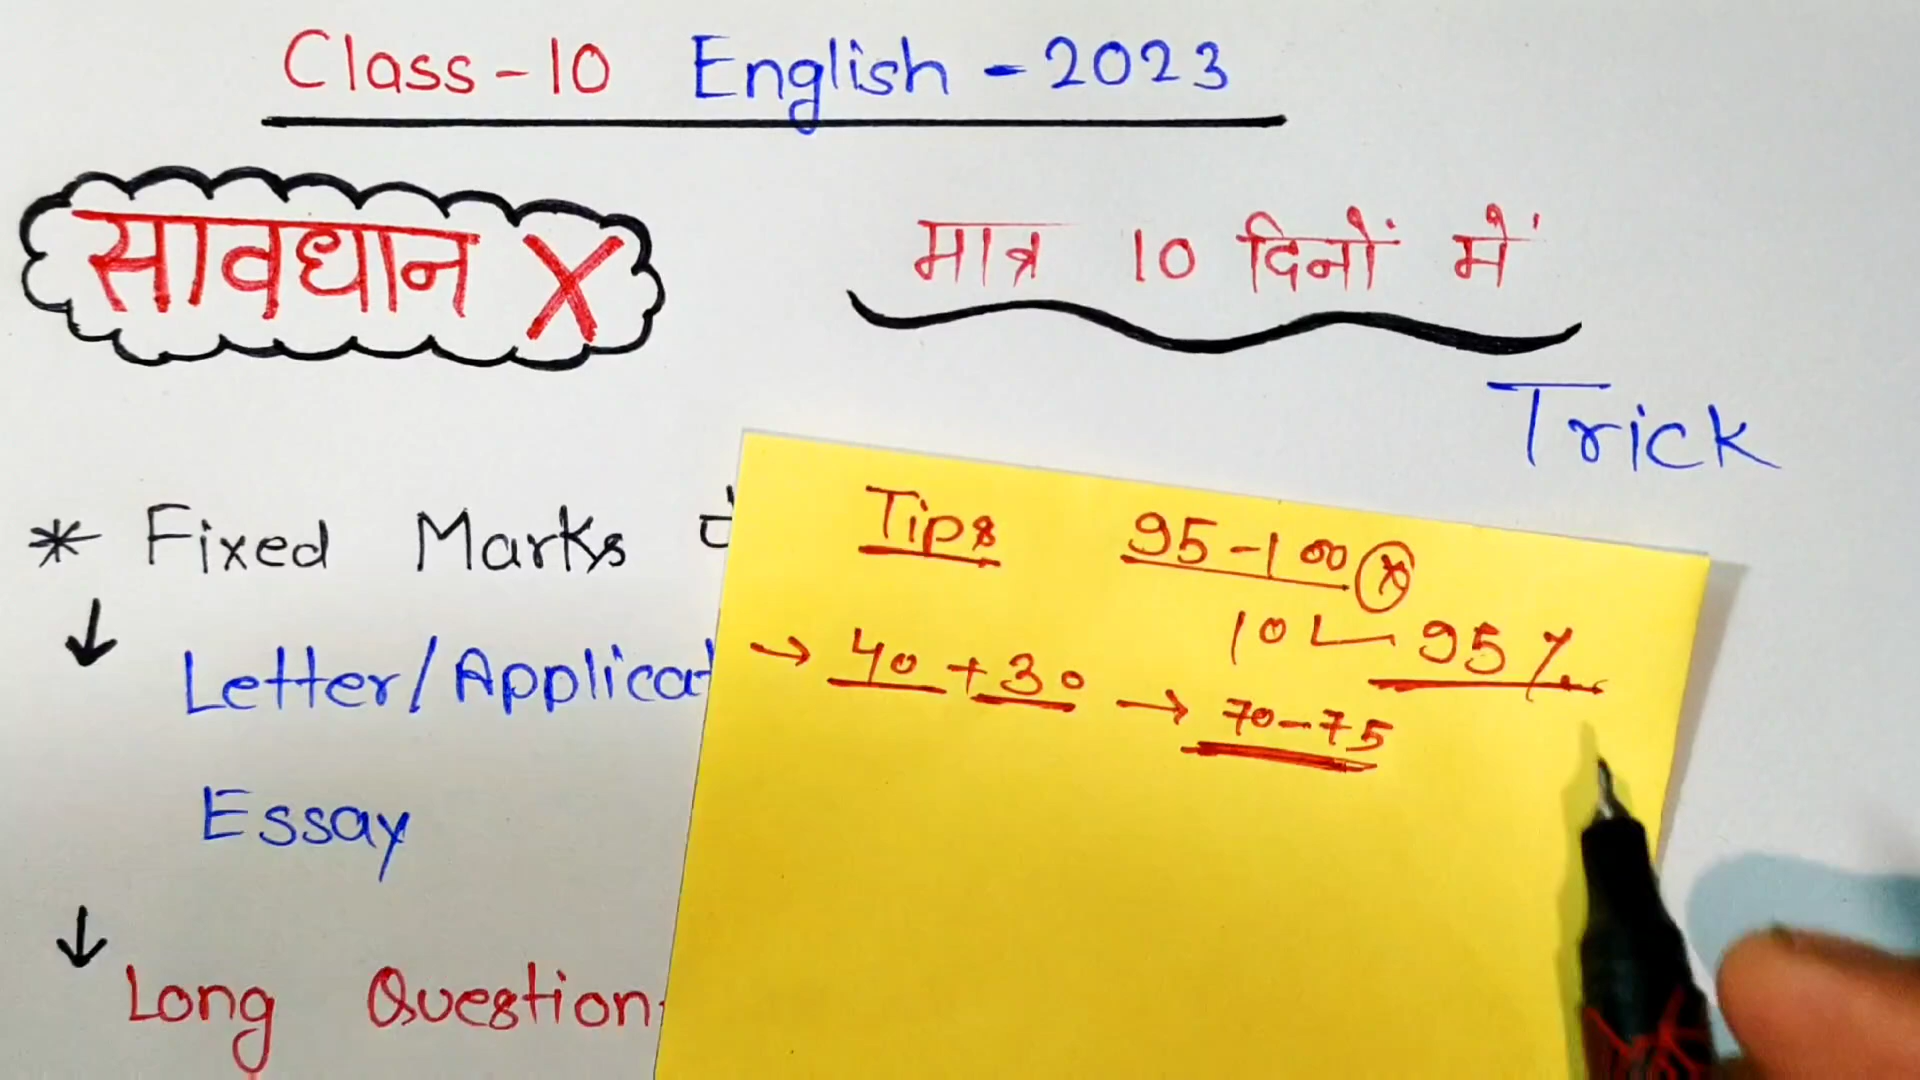 Class-10 English - 2023
सावधान X
मात्र 10 दिनों में
Trick
* Fixed Marks
Tips 95-100
10 95%
→ 40+30 → 70-75
↓ Letter/Applicat
Essay
↓ Long Question